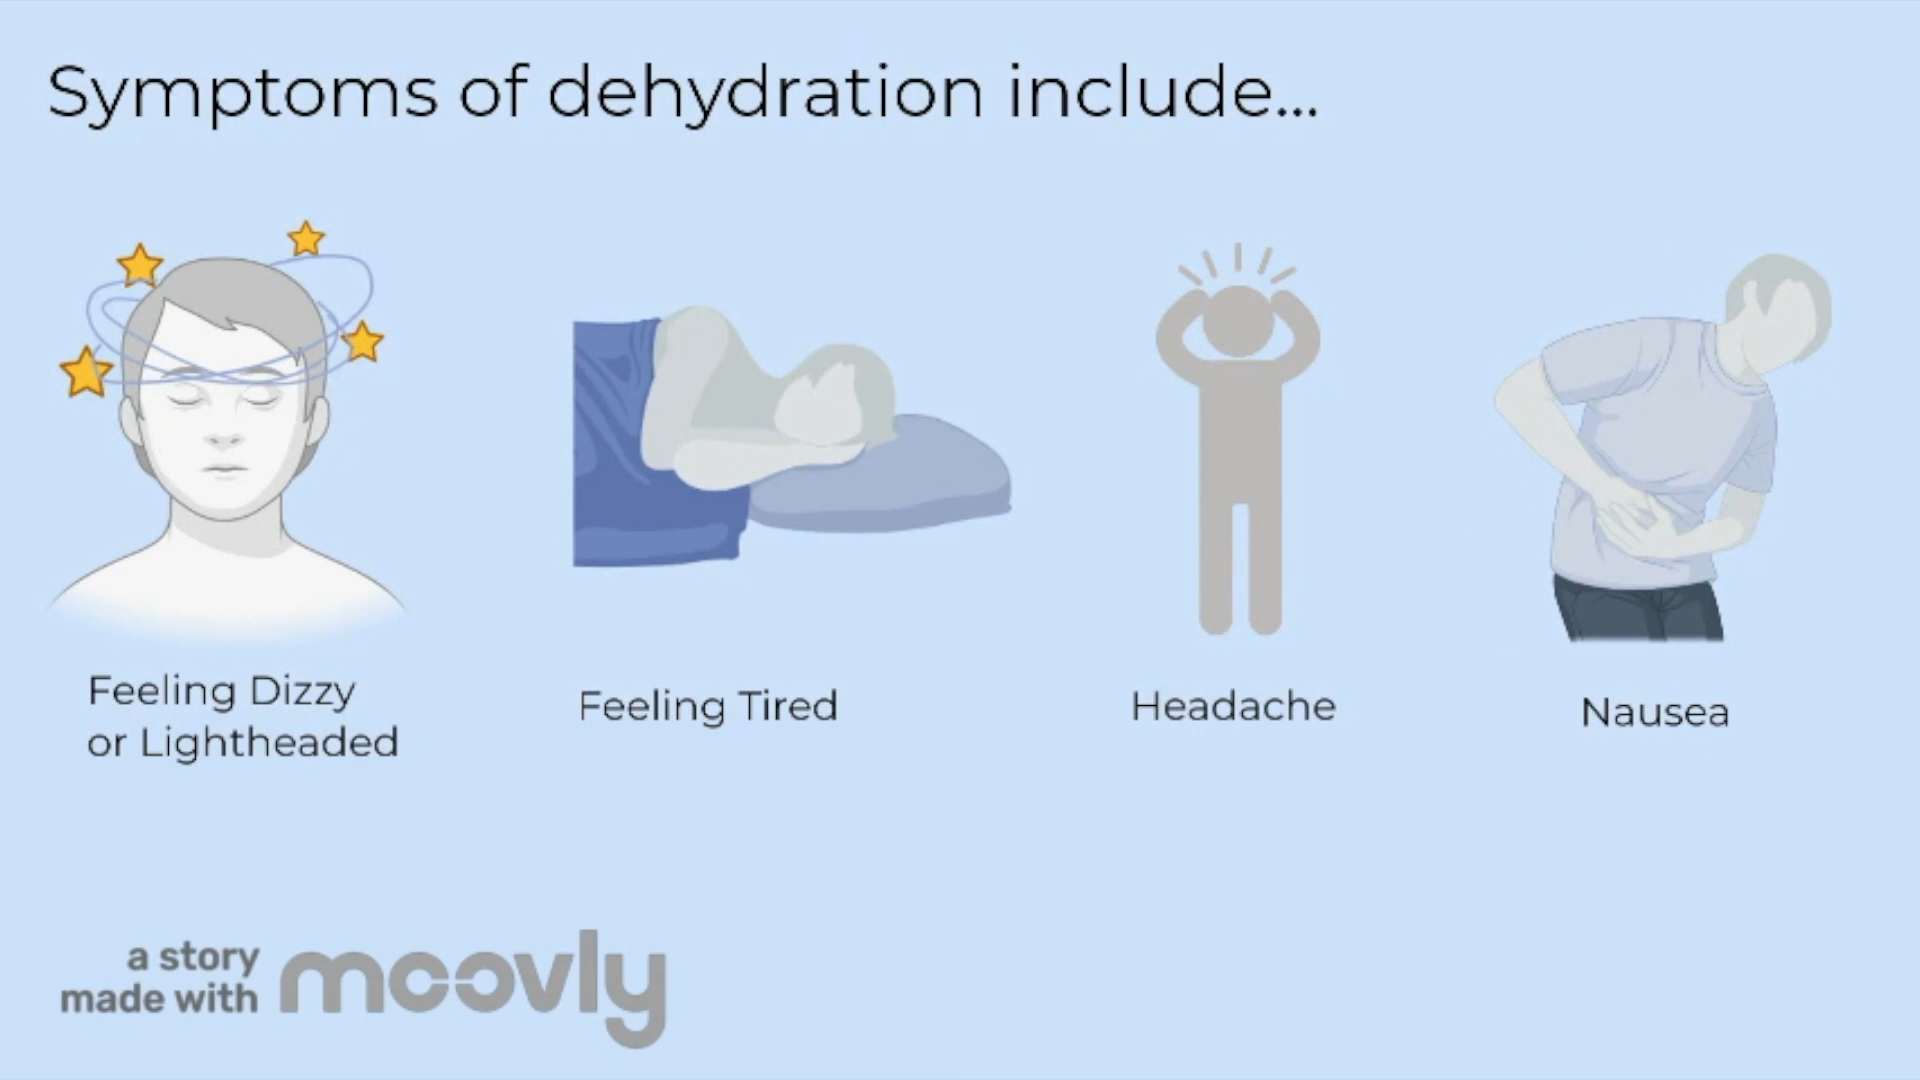 Symptoms of dehydration include...
Feeling Dizzy
or Lightheaded
Feeling Tired
Headache
Nausea
a story
made with
moovly